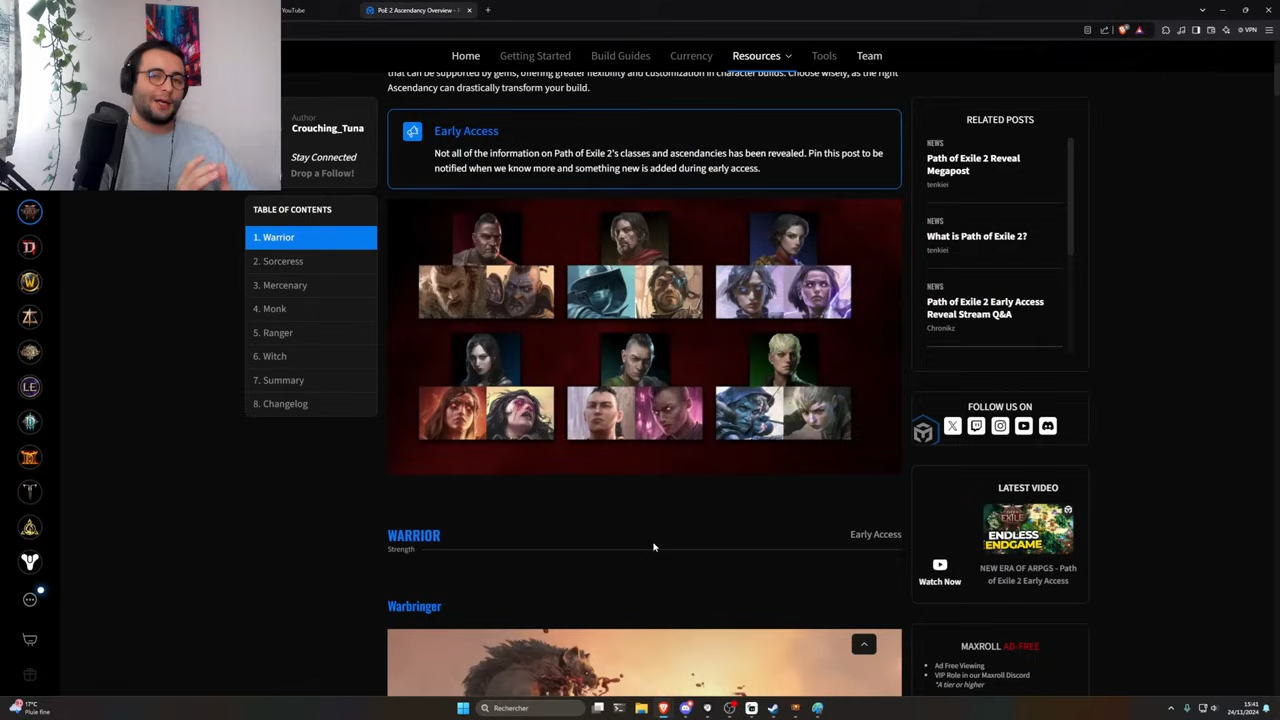 YouTube
PoE 2 Ascendancy Overview -
VPN
Home
Getting Started
Build Guides
Currency
Resources
Tools
Team
that can be supported by gems, offering greater flexibility and customization in character builds. Choose wisely, as the right
Ascendancy can drastically transform your build.
Author
Crouching_Tuna
Stay Connected
Drop a Follow!
TABLE OF CONTENTS
1. Warrior
2. Sorceress
3. Mercenary
4. Monk
5. Ranger
6. Witch
7. Summary
8. Changelog
Early Access
Not all of the information on Path of Exile 2's classes and ascendancies has been revealed. Pin this post to be
notified when we know more and something new is added during early access.
WARRIOR
Early Access
Strength
Warbringer
RELATED POSTS
NEWS
Path of Exile 2 Reveal
Megapost
tenkiei
NEWS
What is Path of Exile 2?
tenkiei
NEWS
Path of Exile 2 Early Access
Reveal Stream Q&A
Chronikz
FOLLOW US ON
LATEST VIDEO
ENDLESS
ENDGAME
Watch Now
NEW ERA OF ARPGS - Path
of Exile 2 Early Access
MAXROLL AD-FREE
Ad Free Viewing
VIP Role in our Maxroll Discord
*A tier or higher
LE
17°C
Pluie fine
Rechercher
15:41
24/11/2024